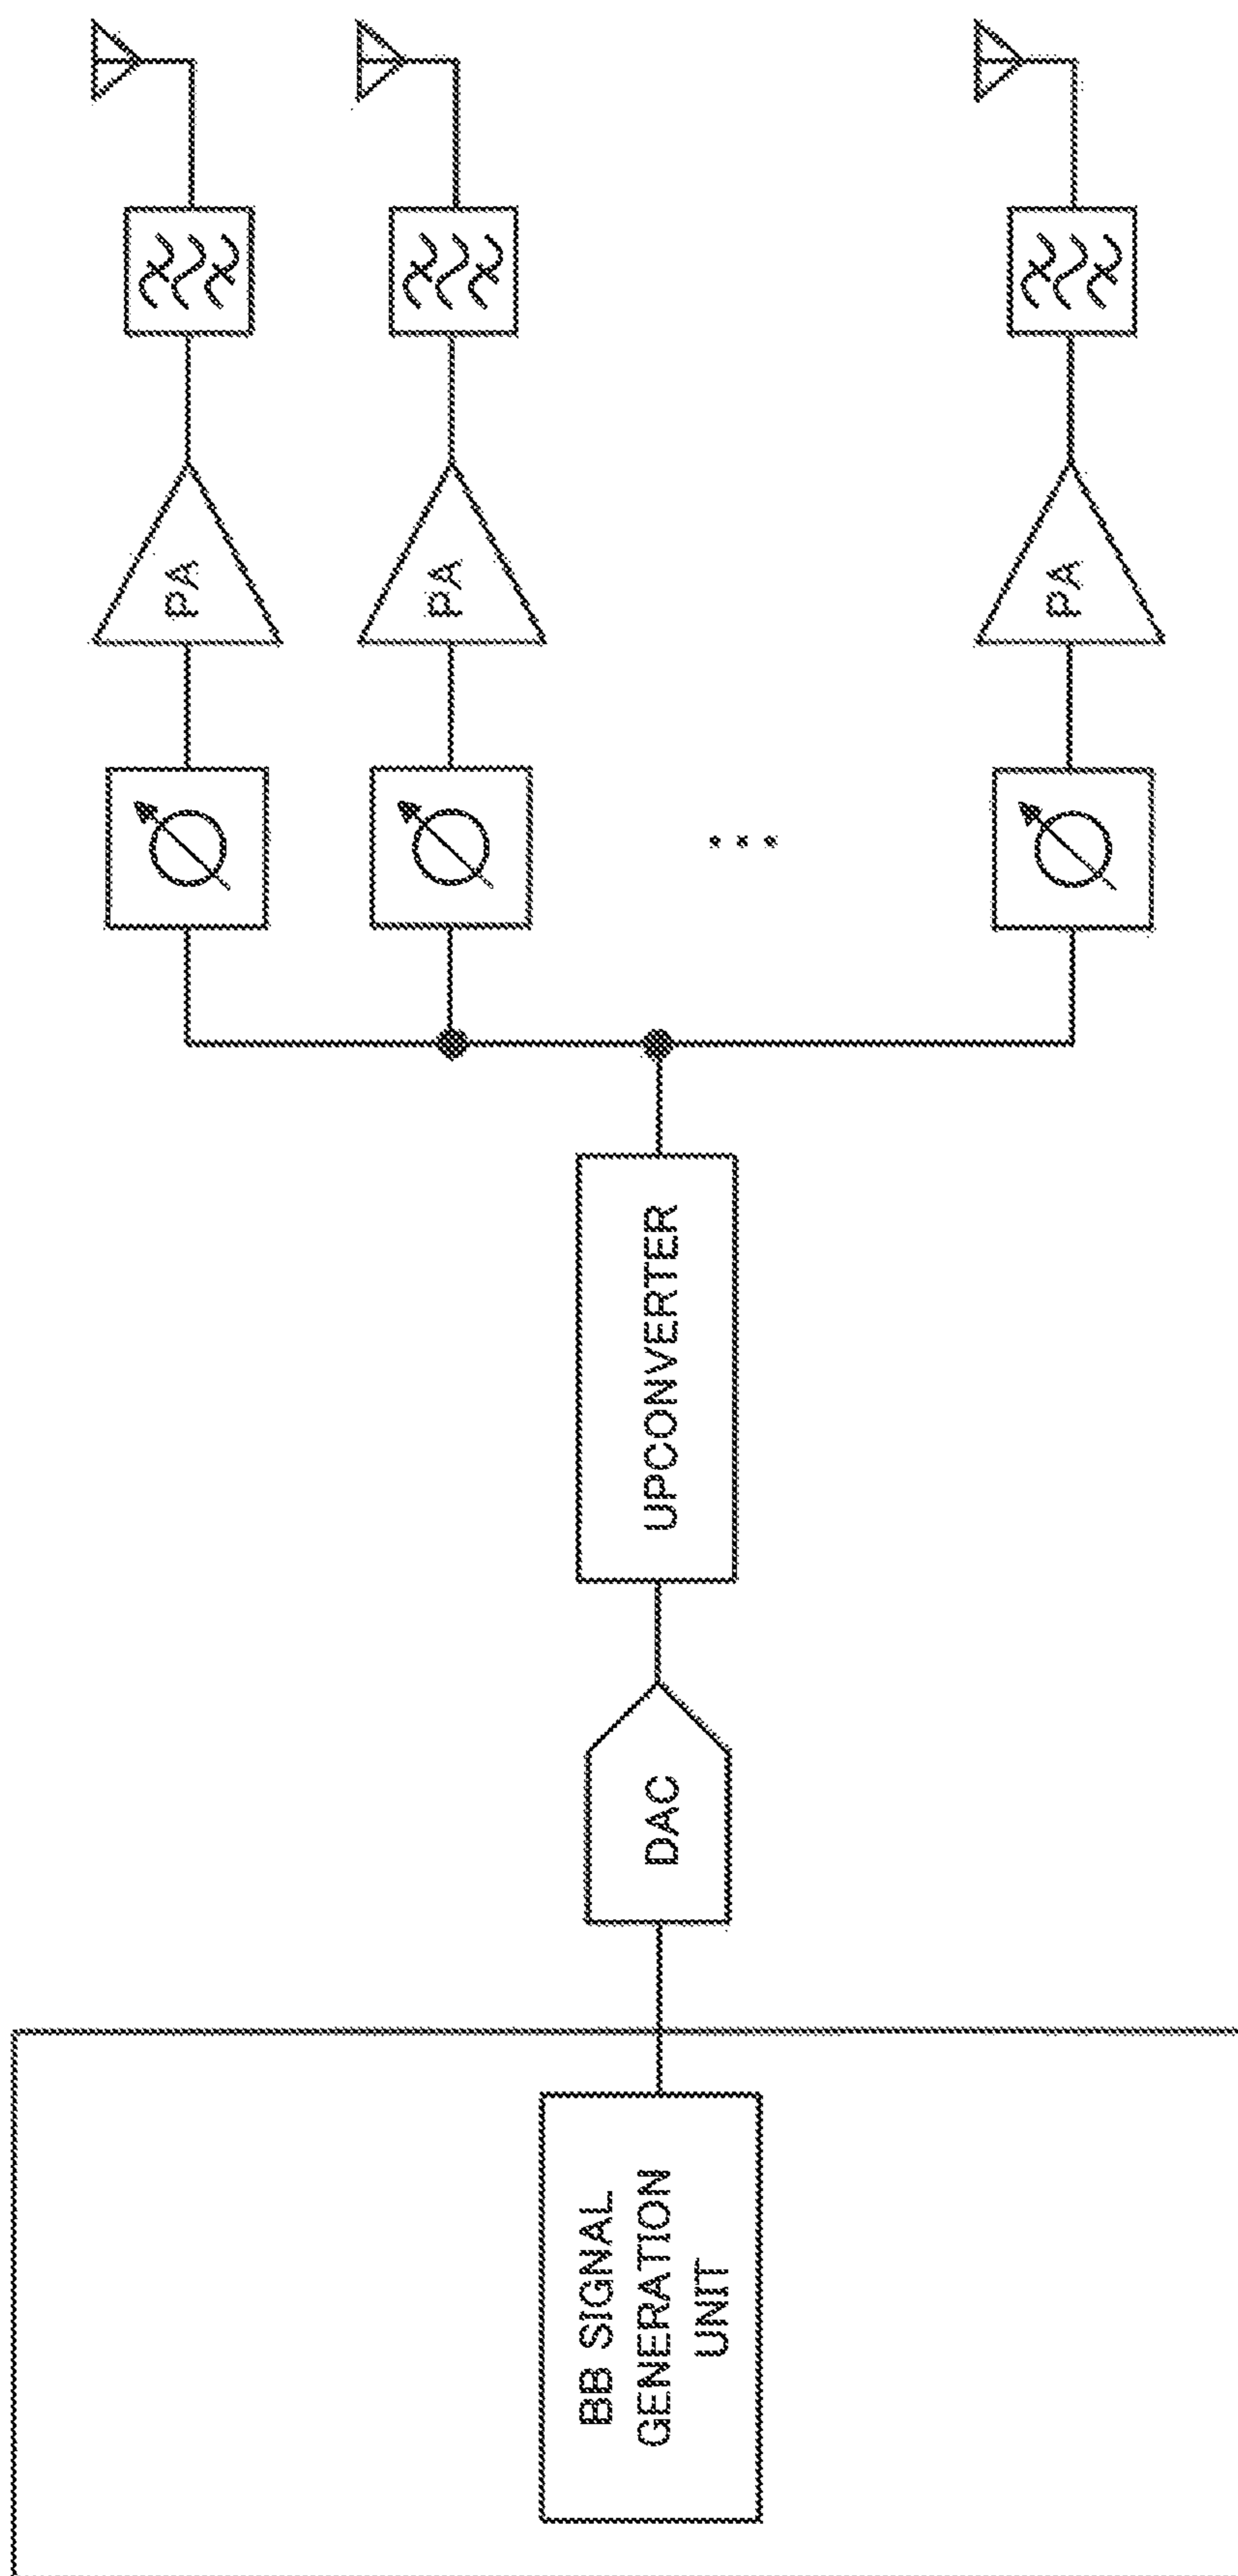 BB SIGNAL
GENERATION
UNIT
DAC
UPCONVERTER
PA
PA
PA